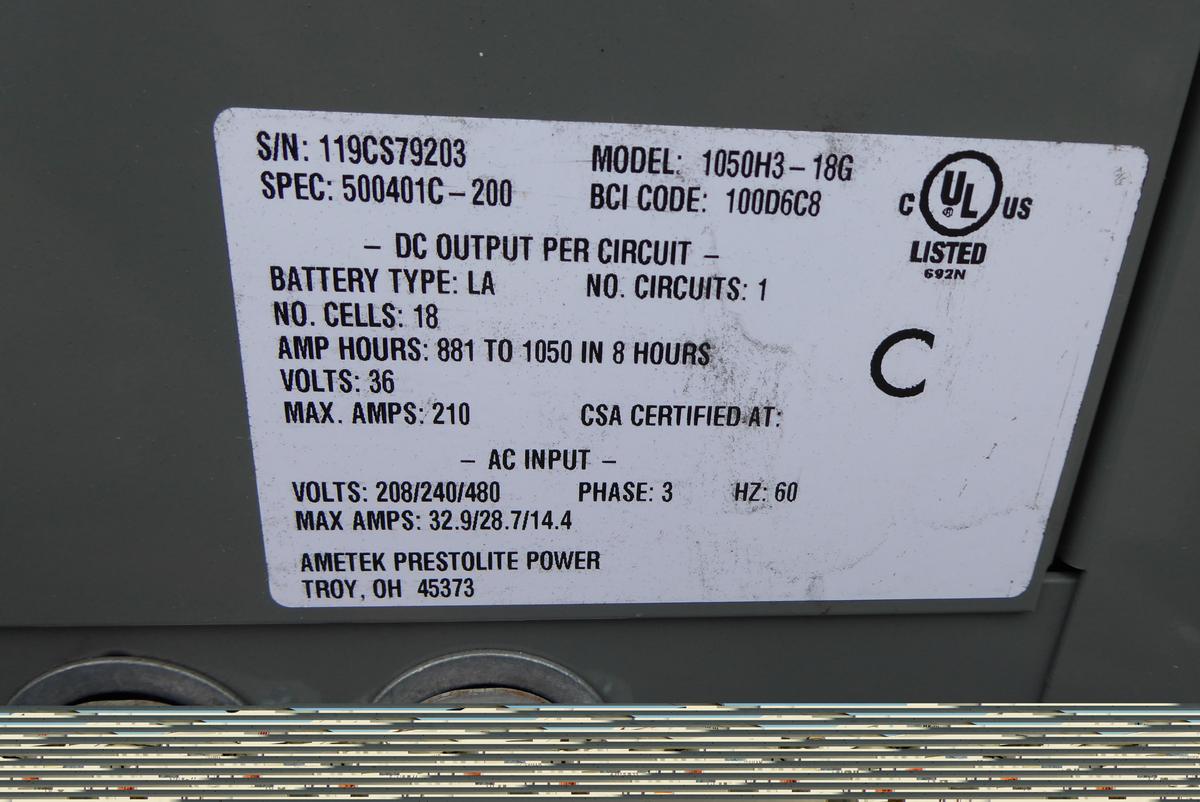 S/N: 119CS79203
SPEC: 500401C-200
MODEL: 1050H3-18G
BCI CODE: 100D6C8
C UL ® US
LISTED
692N
- DC OUTPUT PER CIRCUIT -
BATTERY TYPE: LA NO. CIRCUITS: 1
NO. CELLS: 18
AMP HOURS: 881 TO 1050 IN 8 HOURS
VOLTS: 36
MAX. AMPS: 210 CSA CERTIFIED AT:
C
- AC INPUT -
VOLTS: 208/240/480 PHASE: 3 HZ: 60
MAX AMPS: 32.9/28.7/14.4
AMETEK PRESTOLITE POWER
TROY, OH 45373